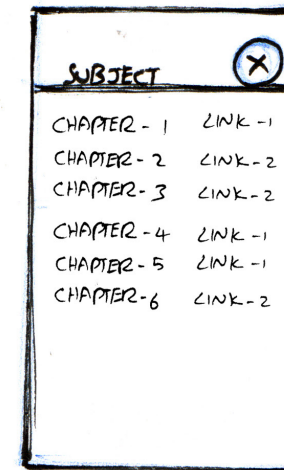 SUBJECT X
CHAPTER - 1 LINK - 1
CHAPTER - 2 LINK - 2
CHAPTER - 3 LINK - 2
CHAPTER - 4 LINK - 1
CHAPTER - 5 LINK - 1
CHAPTER - 6 LINK - 2